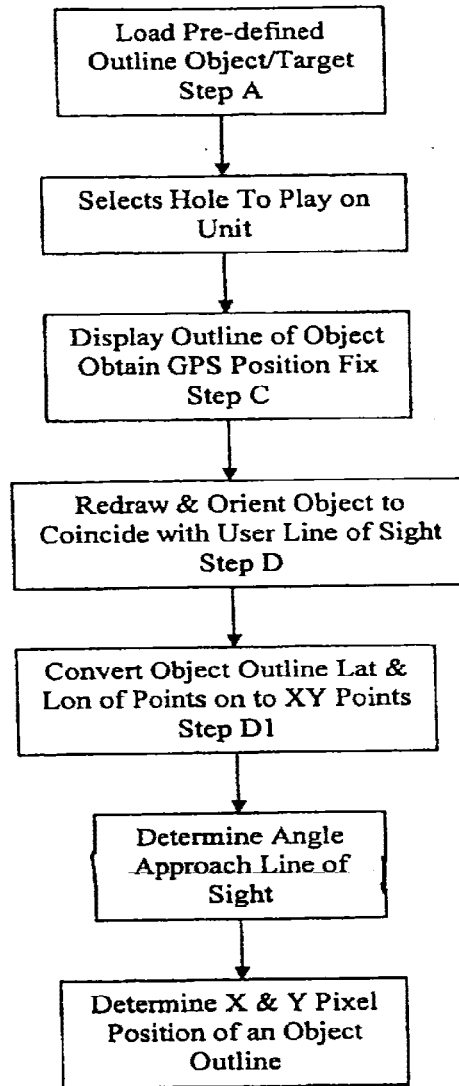 Load Pre-defined
Outline Object/Target
Step A
Selects Hole To Play on
Unit
Display Outline of Object
Obtain GPS Position Fix
Step C
Redraw & Orient Object to
Coincide with User Line of Sight
Step D
Convert Object Outline Lat &
Lon of Points on to XY Points
Step D1
Determine Angle
Approach Line of
Sight
Determine X & Y Pixel
Position of an Object
Outline